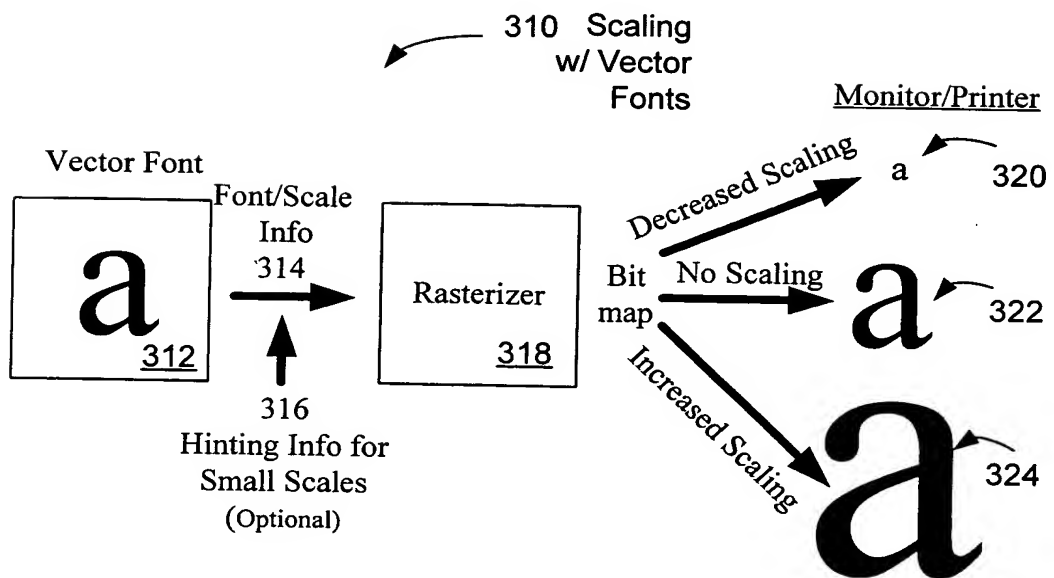 310 Scaling
w/ Vector
Fonts
Monitor/Printer
Vector Font
a
312
Font/Scale
Info
314
316
Hinting Info for
Small Scales
(Optional)
Rasterizer
318
Bit
map
Decreased Scaling
a
320
No Scaling
a
322
Increased Scaling
a
324